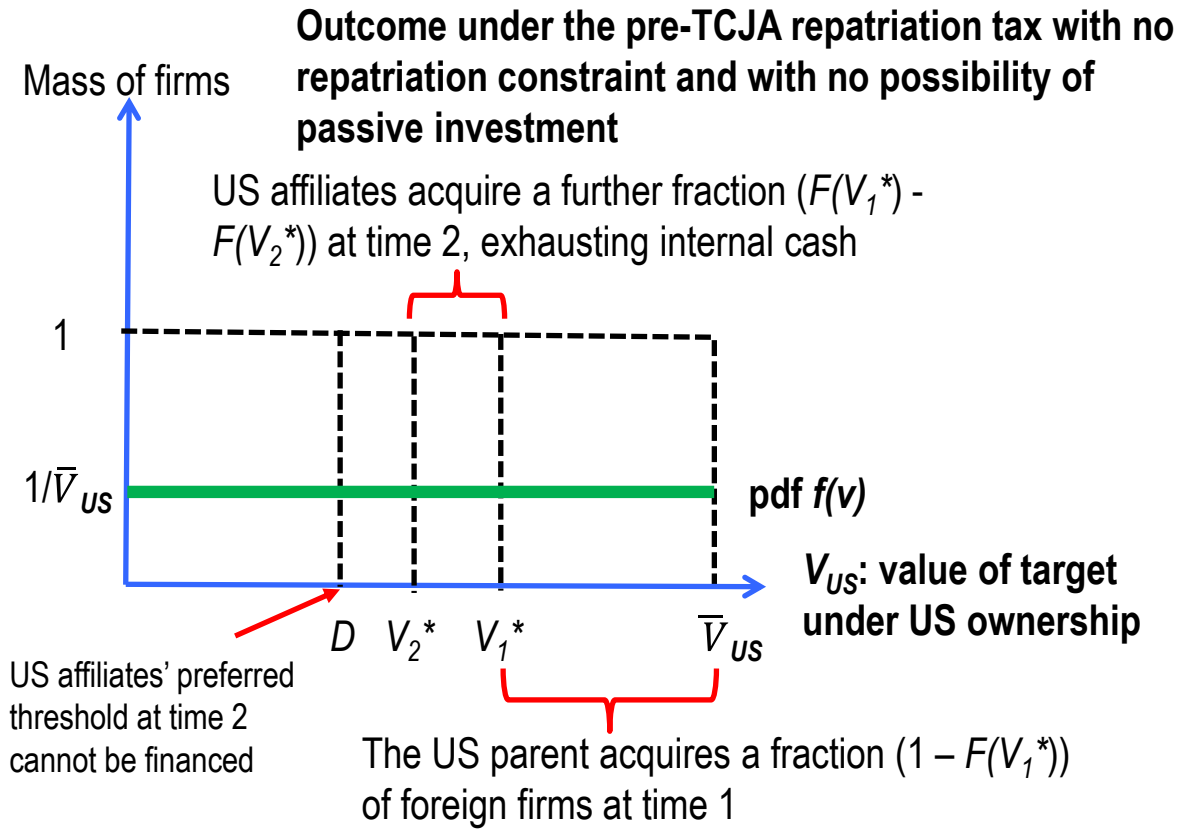 Outcome under the pre-TCJA repatriation tax with no
repatriation constraint and with no possibility of
passive investment
Mass of firms
US affiliates acquire a further fraction (F(V₁*) -
F(V₂*)) at time 2, exhausting internal cash
1
1/V̅ US
pdf f(v)
V_US: value of target
under US ownership
D V₂* V₁* V̅ US
US affiliates' preferred
threshold at time 2
cannot be financed
The US parent acquires a fraction (1 – F(V₁*))
of foreign firms at time 1